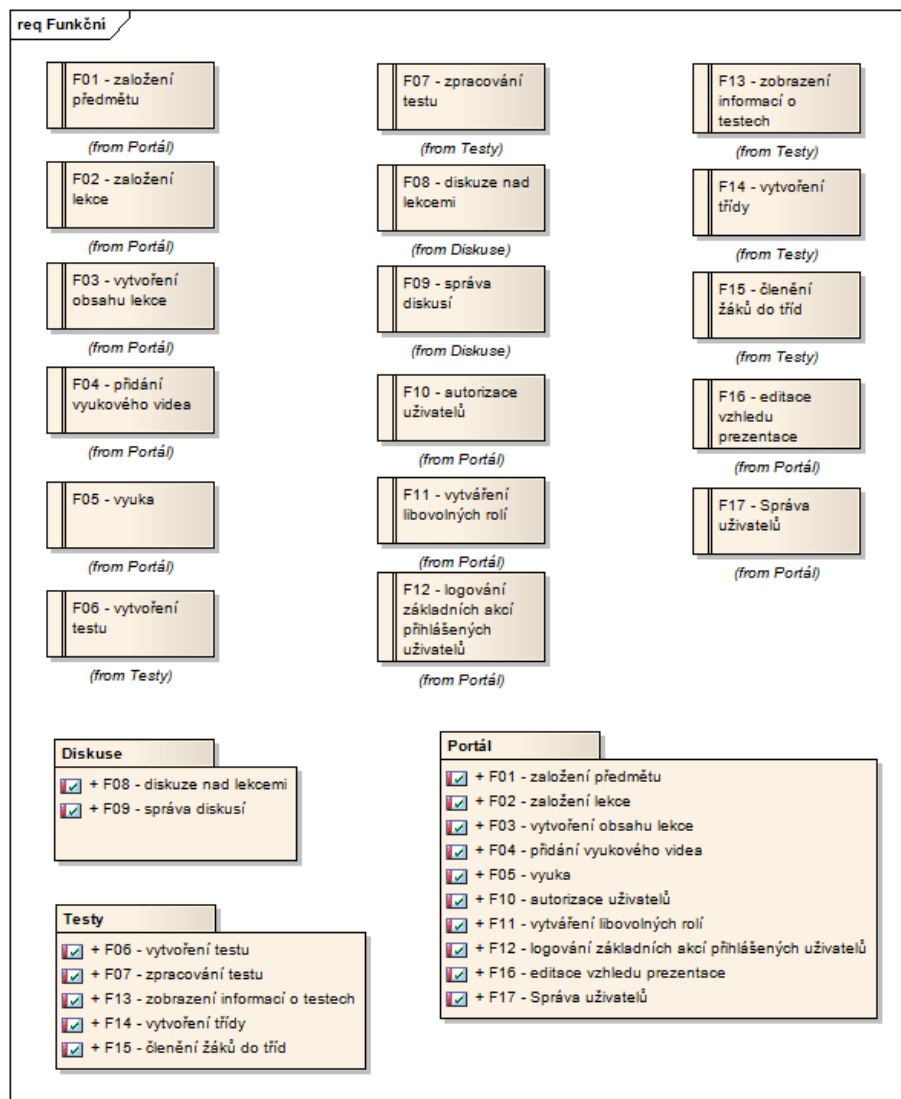 req Funkční
F01 - založení
předmětu
(from Portál)
F02 - založení
lekce
(from Portál)
F03 - vytvoření
obsahu lekce
(from Portál)
F04 - přidání
vyukového videa
(from Portál)
F05 - vyuka
(from Portál)
F06 - vytvoření
testu
(from Testy)
F07 - zpracování
testu
(from Testy)
F08 - diskuze nad
lekcemi
(from Diskuse)
F09 - správa
diskusí
(from Diskuse)
F10 - autorizace
uživatelů
(from Portál)
F11 - vytváření
libovolných rolí
(from Portál)
F12 - logování
základních akcí
přihlášených
uživatelů
(from Portál)
F13 - zobrazení
informací o
testech
(from Testy)
F14 - vytvoření
třídy
(from Testy)
F15 - členění
žáků do tříd
(from Testy)
F16 - editace
vzhledu
prezentace
(from Portál)
F17 - Správa
uživatelů
(from Portál)
Diskuse
+ F08 - diskuze nad lekcemi
+ F09 - správa diskusí
Testy
+ F06 - vytvoření testu
+ F07 - zpracování testu
+ F13 - zobrazení informací o testech
+ F14 - vytvoření třídy
+ F15 - členění žáků do tříd
Portál
+ F01 - založení předmětu
+ F02 - založení lekce
+ F03 - vytvoření obsahu lekce
+ F04 - přidání vyukového videa
+ F05 - vyuka
+ F10 - autorizace uživatelů
+ F11 - vytváření libovolných rolí
+ F12 - logování základních akcí přihlášených uživatelů
+ F16 - editace vzhledu prezentace
+ F17 - Správa uživatelů